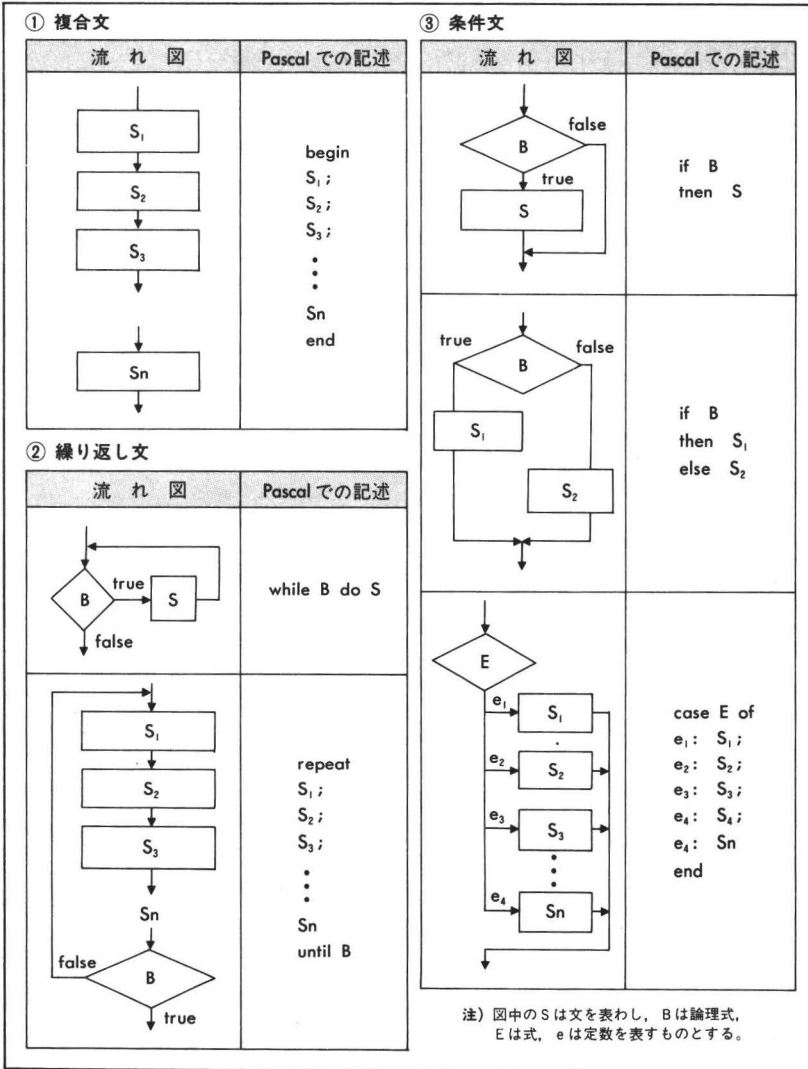 ① 複合文
流れ図 Pascal での記述
S₁
S₂
S₃
Sn
begin
S₁;
S₂;
S₃;
・
・
・
Sn
end
② 繰り返し文
流れ図 Pascal での記述
B true S
false
while B do S
S₁
S₂
S₃
・
・
・
Sn
false B
true
repeat
S₁;
S₂;
S₃;
・
・
・
Sn
until B
③ 条件文
流れ図 Pascal での記述
false
B
true
S
if B
tnen S
true false
B
S₁
S₂
if B
then S₁
else S₂
E
e₁ S₁
e₂ S₂
e₃ S₃
・
・
・
e₄ Sn
case E of
e₁: S₁;
e₂: S₂;
e₃: S₃;
e₄: S₄;
e₄: Sn
end
注) 図中のSは文を表わし, Bは論理式,
Eは式, eは定数を表すものとする。